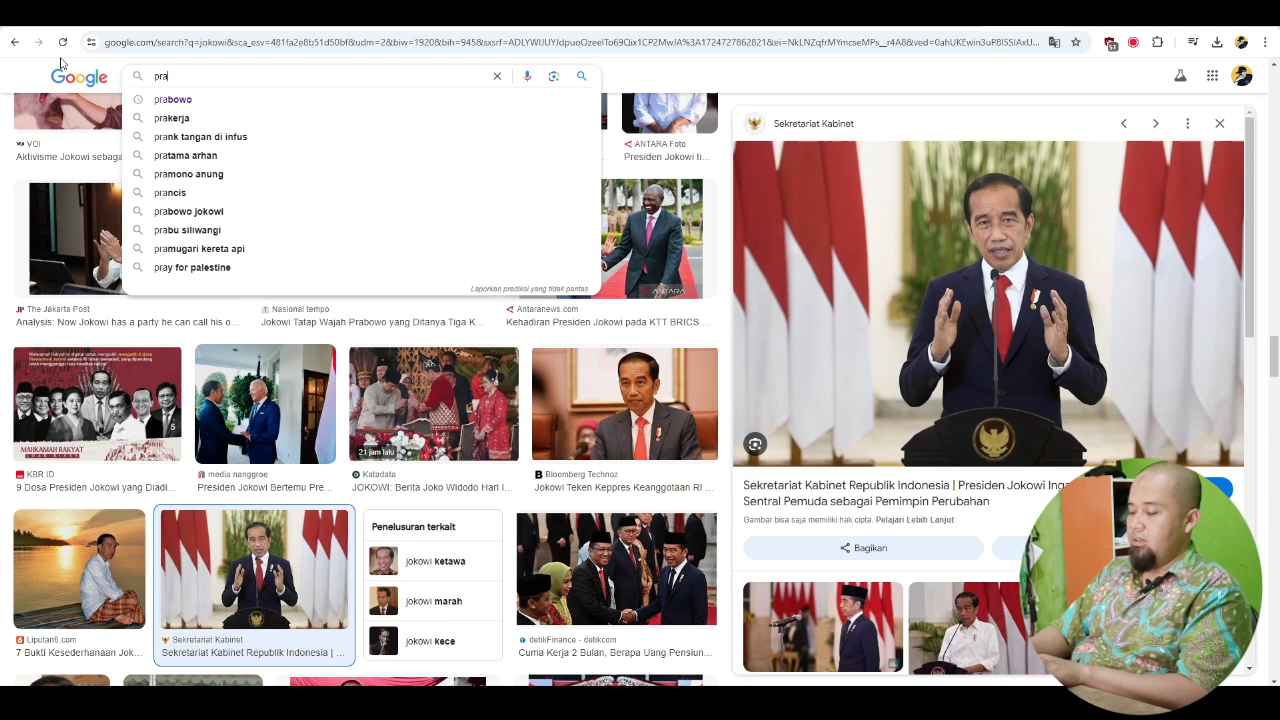 google.com/search?q=jokowi&sca_esv=481fa2e8b51d50bf&udm=2&biw=1920&bih=945&sxsrf=
51
Google
pra
prabowo
prakerja
prank tangan di infus
pratama arhan
pramono anung
prancis
prabowo jokowi
prabu siliwangi
pramugari kereta api
pray for palestine
Laporkan prediksi yang tidak pantas
VOI
Aktivisme Jokowi sebaga
ANTARA Foto
Presiden Jokowi ti...
ANTARA
The Jakarta Post
Analysis: Now Jokowi has a party he can call his o...
Nasional tempo
Jokowi Tatap Wajah Prabowo yang Ditanya Tiga K...
Antaranews.com
Kehadiran Presiden Jokowi pada KTT BRICS ...
MAHKAMAH RAKYAT
5
KBR ID
9 Dosa Presiden Jokowi yang Diadi...
media nanggroe
Presiden Jokowi Bertemu Pre...
21 jam lalu
Katadata
JOKOWI: Berita Joko Widodo Hari I...
Bloomberg Technoz
Jokowi Teken Keppres Keanggotaan RI ...
Liputan6.com
7 Bukti Kesederhanaan Jok...
Sekretariat Kabinet
Sekretariat Kabinet Republik Indonesia | ...
Penelusuran terkait
jokowi ketawa
jokowi marah
jokowi kece
detikFinance - detikcom
Cuma Kerja 2 Bulan, Berapa Uang Pensiun...
Sekretariat Kabinet
Sekretariat Kabinet Republik Indonesia | Presiden Jokowi Inga
Sentral Pemuda sebagai Pemimpin Perubahan
Gambar bisa saja memiliki hak cipta. Pelajari Lebih Lanjut
Bagikan